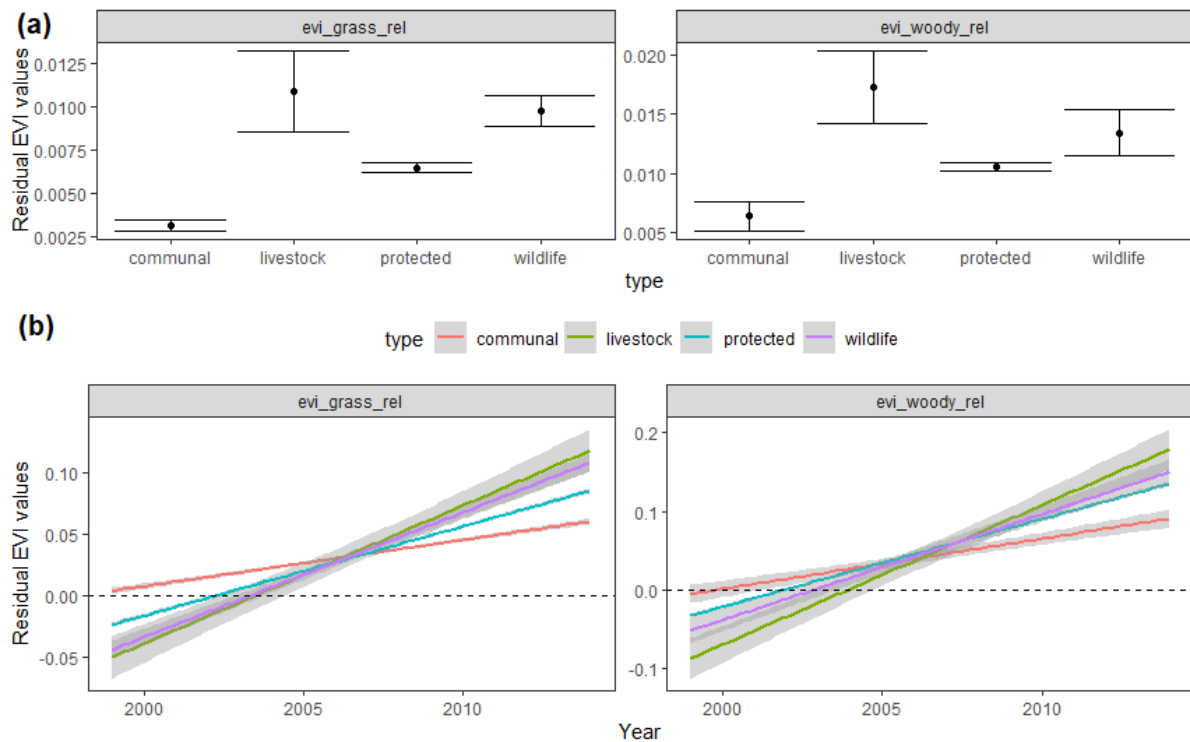 (a)
evi_grass_rel
evi_woody_rel
Residual EVI values
0.0125
0.0100
0.0075
0.0050
0.0025
0.020
0.015
0.010
0.005
communal livestock protected wildlife
communal livestock protected wildlife
type
(b)
type communal livestock protected wildlife
evi_grass_rel
evi_woody_rel
Residual EVI values
0.10
0.05
0.00
-0.05
0.2
0.1
0.0
-0.1
2000 2005 2010
2000 2005 2010
Year